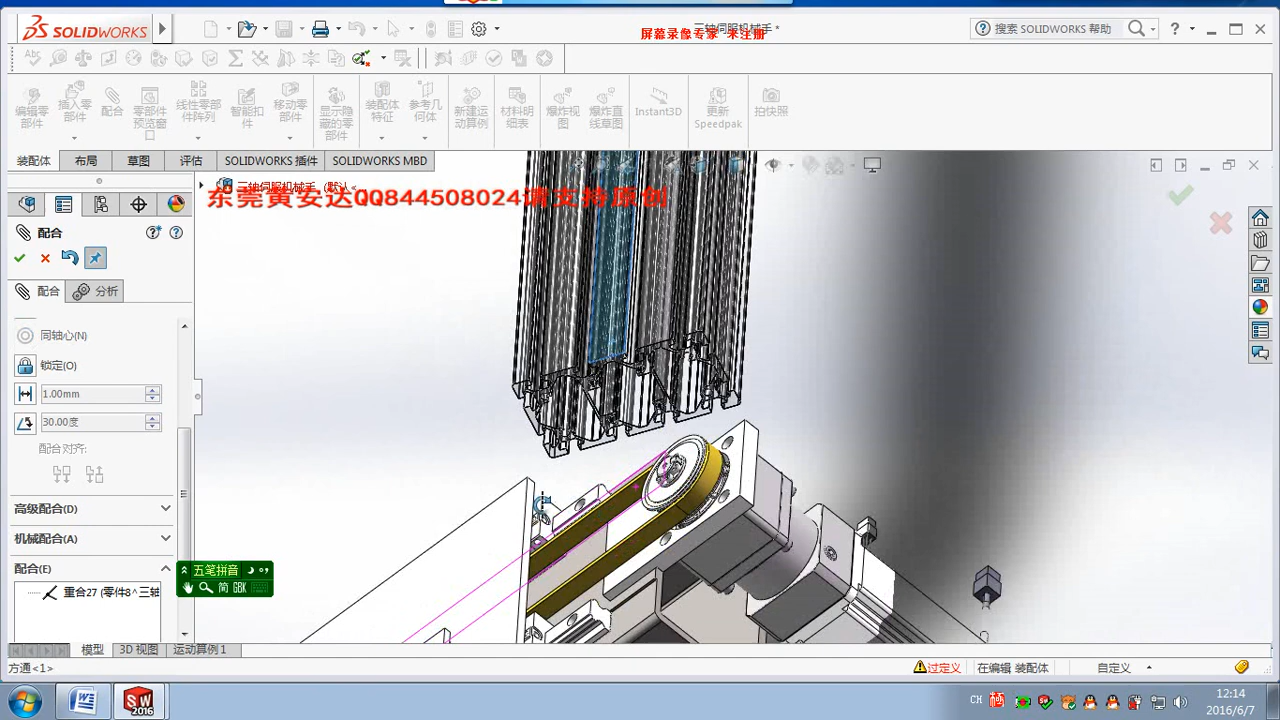 SOLIDWORKS
三轴伺服机械手 *
屏幕录像专家 未注册
搜索 SOLIDWORKS 帮助
编辑零部件
插入零部件
配合
零部件预览窗口
线性零部件阵列
智能扣件
移动零部件
显示隐藏的零部件
装配体特征
参考几何体
新建运动算例
材料明细表
爆炸视图
爆炸直线草图
Instant3D
更新 Speedpak
拍快照
装配体 布局 草图 评估 SOLIDWORKS 插件 SOLIDWORKS MBD
三轴伺服机械手 (默认<
东莞黄安达QQ844508024请支持原创
配合
配合 分析
同轴心(N)
锁定(O)
1.00mm
30.00度
配合对齐:
高级配合(D)
机械配合(A)
配合(E)
五笔拼音
简 GBK
重合27 (零件8^三轴
模型 3D 视图 运动算例1
方通<1>
过定义 在编辑 装配体 自定义
SW
2016
CH
12:14
2016/6/7